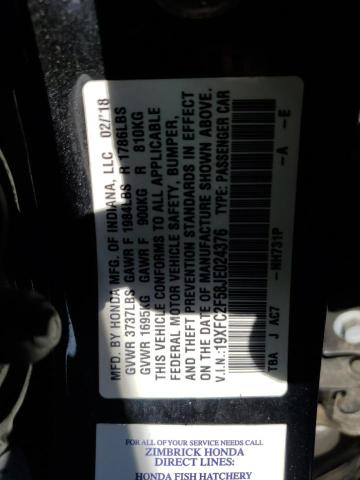 MFD. BY HONDA MFG. OF INDIANA, LLC 02/'18
GVWR 3737LBS GAWR F 1984LBS R 1786LBS
GVWR 1695KG GAWR F 900KG R 810KG
THIS VEHICLE CONFORMS TO ALL APPLICABLE
FEDERAL MOTOR VEHICLE SAFETY, BUMPER,
AND THEFT PREVENTION STANDARDS IN EFFECT
ON THE DATE OF MANUFACTURE SHOWN ABOVE.
V.I.N.:19XFC2F58JE024376 TYPE:PASSENGER CAR
TBA J AC7 -NH731P -A -E
FOR ALL OF YOUR SERVICE NEEDS CALL
ZIMBRICK HONDA
DIRECT LINES:
HONDA FISH HATCHERY